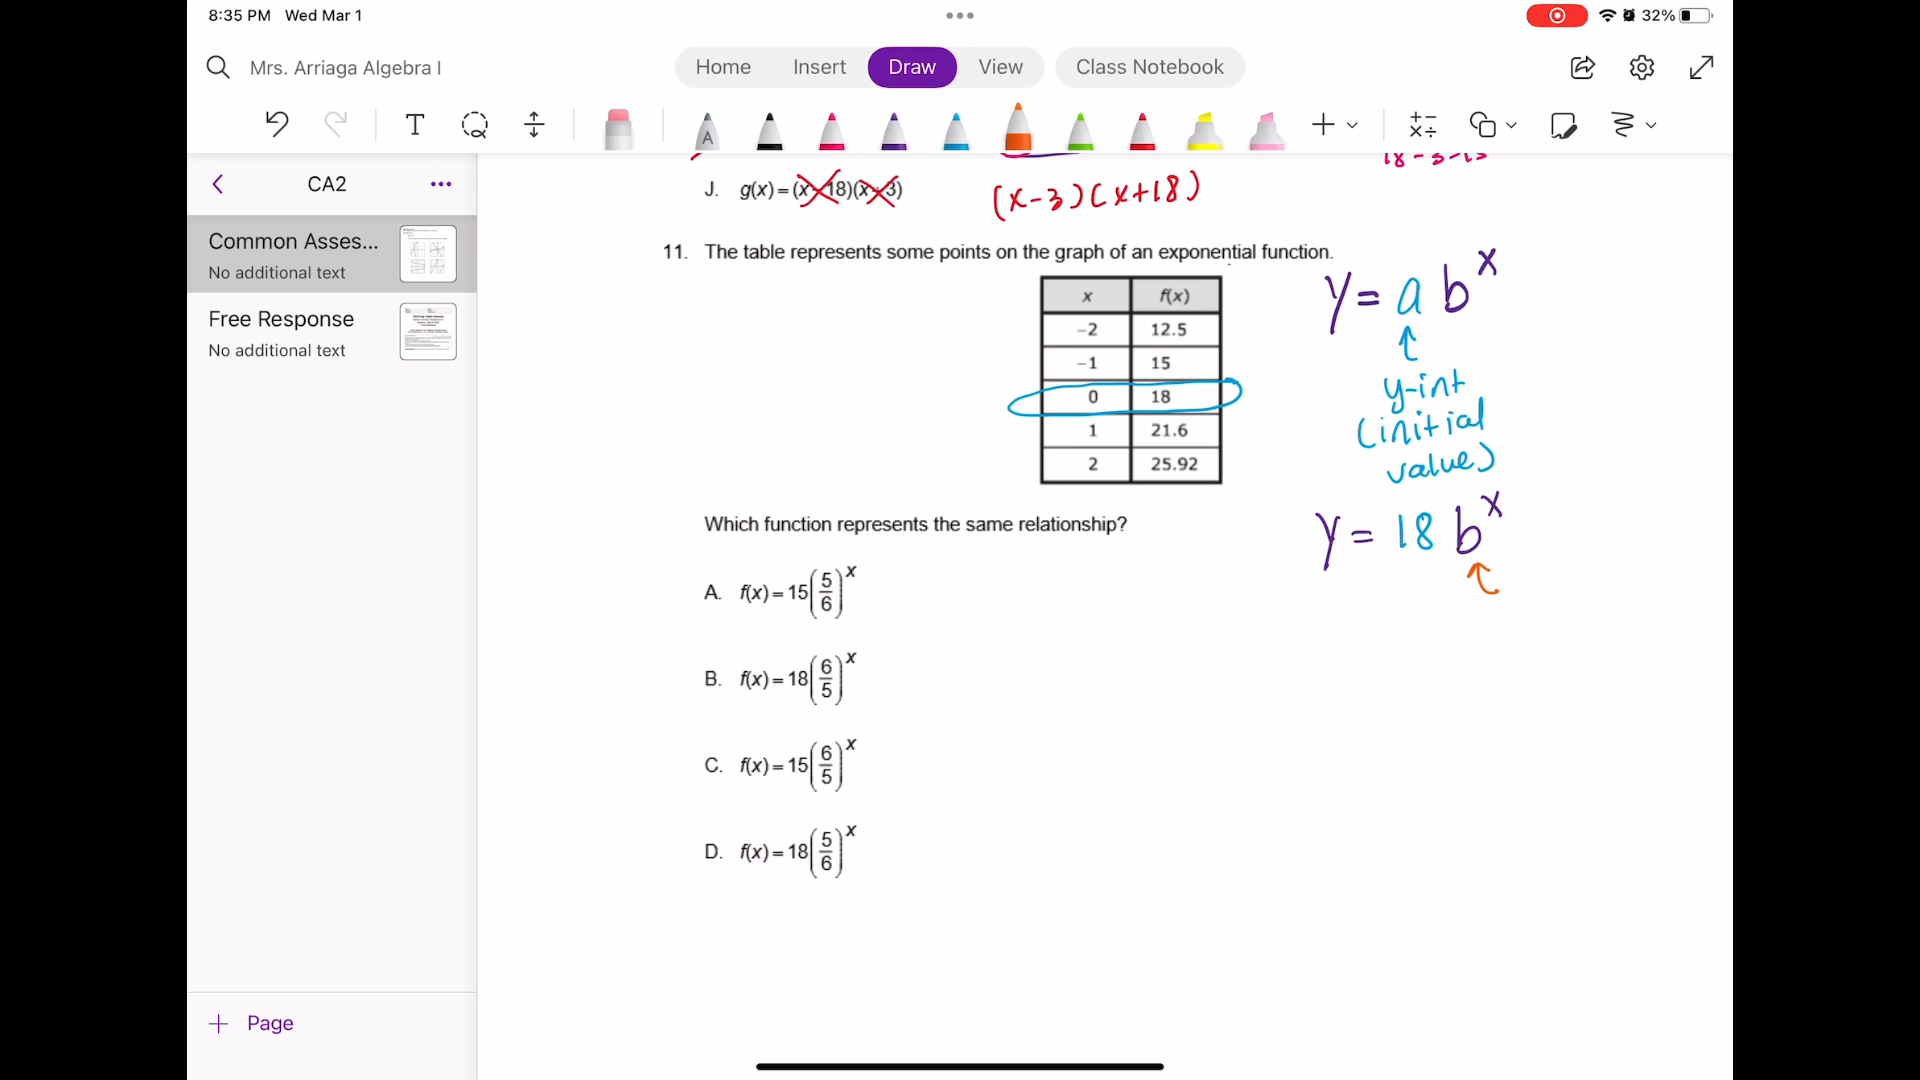 8:35 PM Wed Mar 1
32%
Mrs. Arriaga Algebra I
Home Insert Draw View Class Notebook
T
A
CA2
Common Asses...
No additional text
Free Response
No additional text
+ Page
J. g(x) = (x 18)(x 3)
(x-3)(x+18)
11. The table represents some points on the graph of an exponential function.
x f(x)
−2 12.5
−1 15
0 18
1 21.6
2 25.92
y = a b^x
y-int
(initial
value)
y = 18 b^x
Which function represents the same relationship?
A. f(x) = 15(5/6)^x
B. f(x) = 18(6/5)^x
C. f(x) = 15(6/5)^x
D. f(x) = 18(5/6)^x